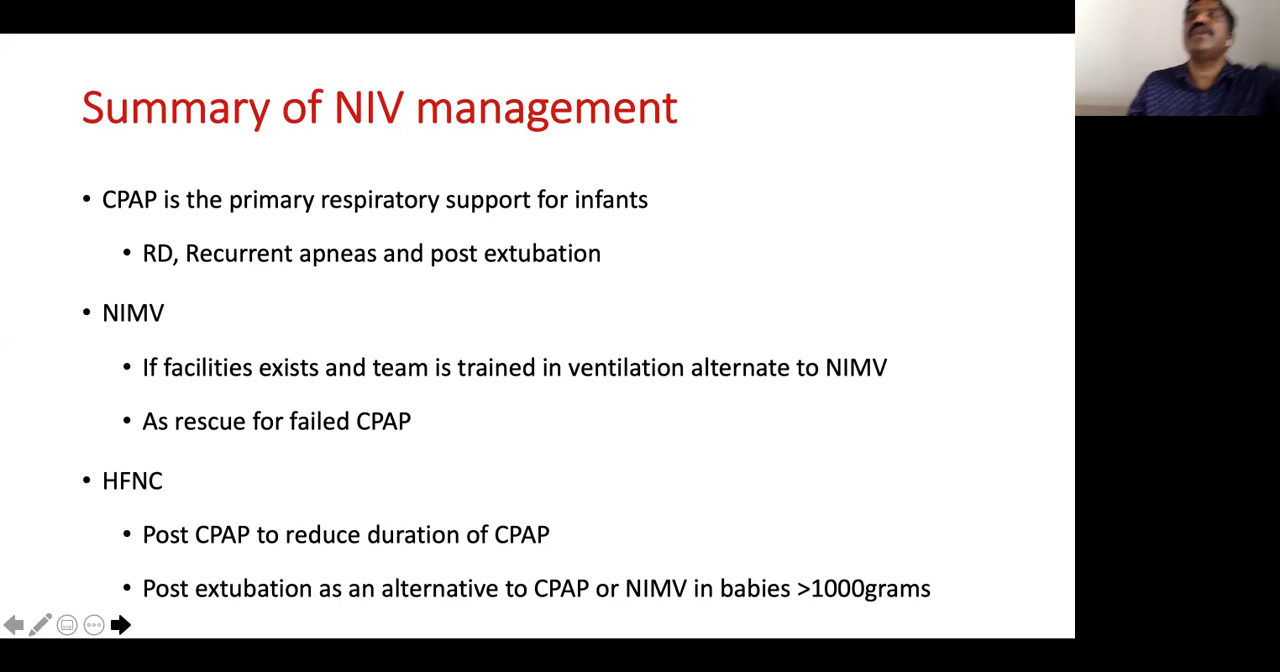 Summary of NIV management
• CPAP is the primary respiratory support for infants
• RD, Recurrent apneas and post extubation
• NIMV
• If facilities exists and team is trained in ventilation alternate to NIMV
• As rescue for failed CPAP
• HFNC
• Post CPAP to reduce duration of CPAP
• Post extubation as an alternative to CPAP or NIMV in babies >1000grams